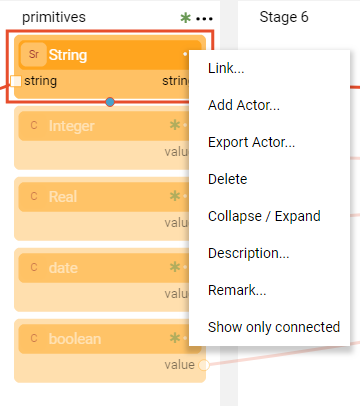 primitives
Stage 6
Sr String
string string
C Integer
value
C Real
value
C date
value
C boolean
value
Link...
Add Actor...
Export Actor...
Delete
Collapse / Expand
Description...
Remark...
Show only connected